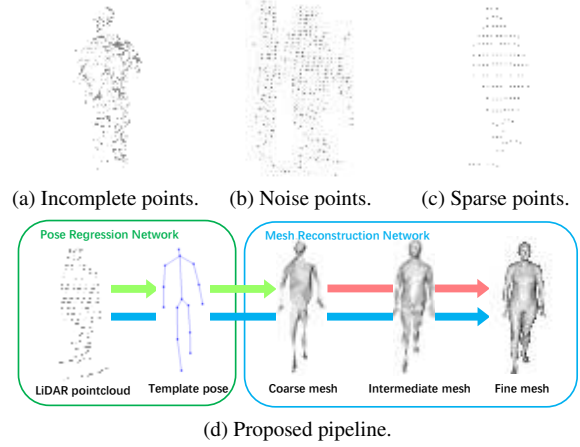 (a) Incomplete points. (b) Noise points. (c) Sparse points.
Pose Regression Network Mesh Reconstruction Network
LiDAR pointcloud Template pose Coarse mesh Intermediate mesh Fine mesh
(d) Proposed pipeline.